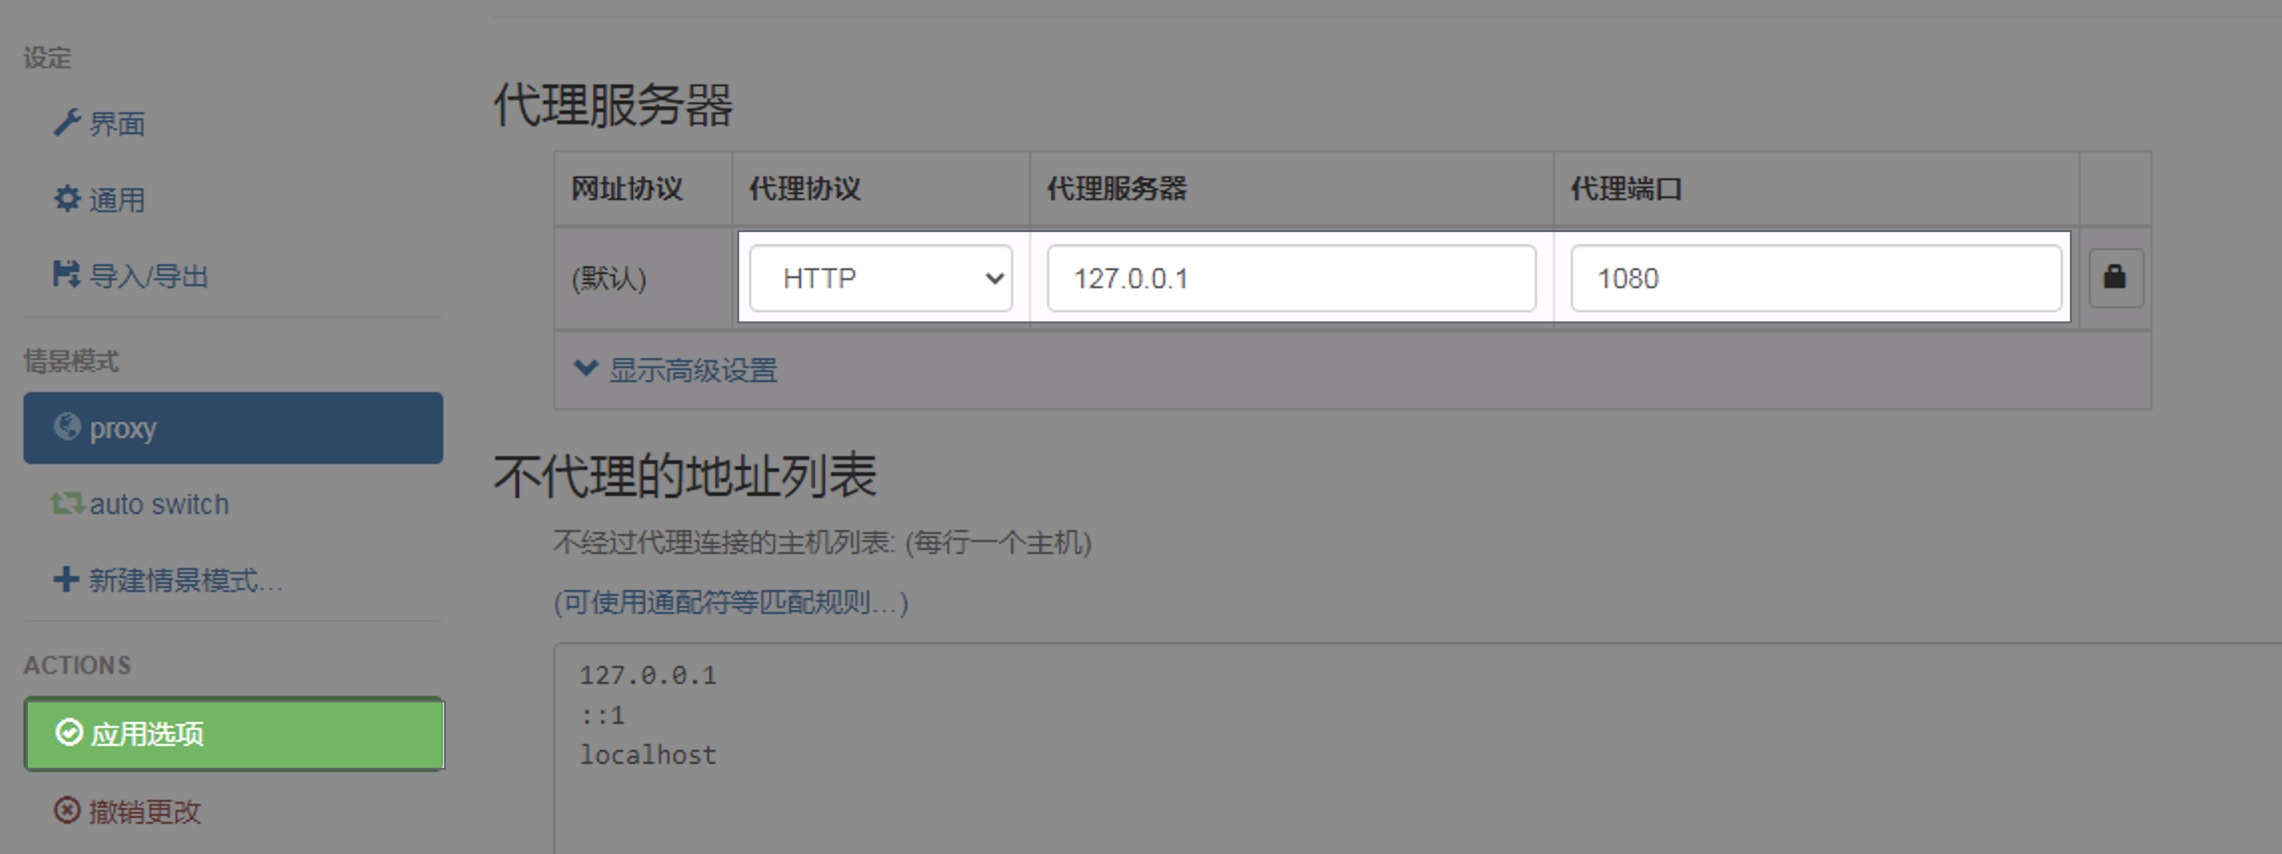 设定
界面
通用
导入/导出
情景模式
proxy
auto switch
新建情景模式...
ACTIONS
应用选项
撤销更改
代理服务器
网址协议 代理协议 代理服务器 代理端口
(默认) HTTP 127.0.0.1 1080
显示高级设置
不代理的地址列表
不经过代理连接的主机列表: (每行一个主机)
(可使用通配符等匹配规则...)
127.0.0.1
::1
localhost